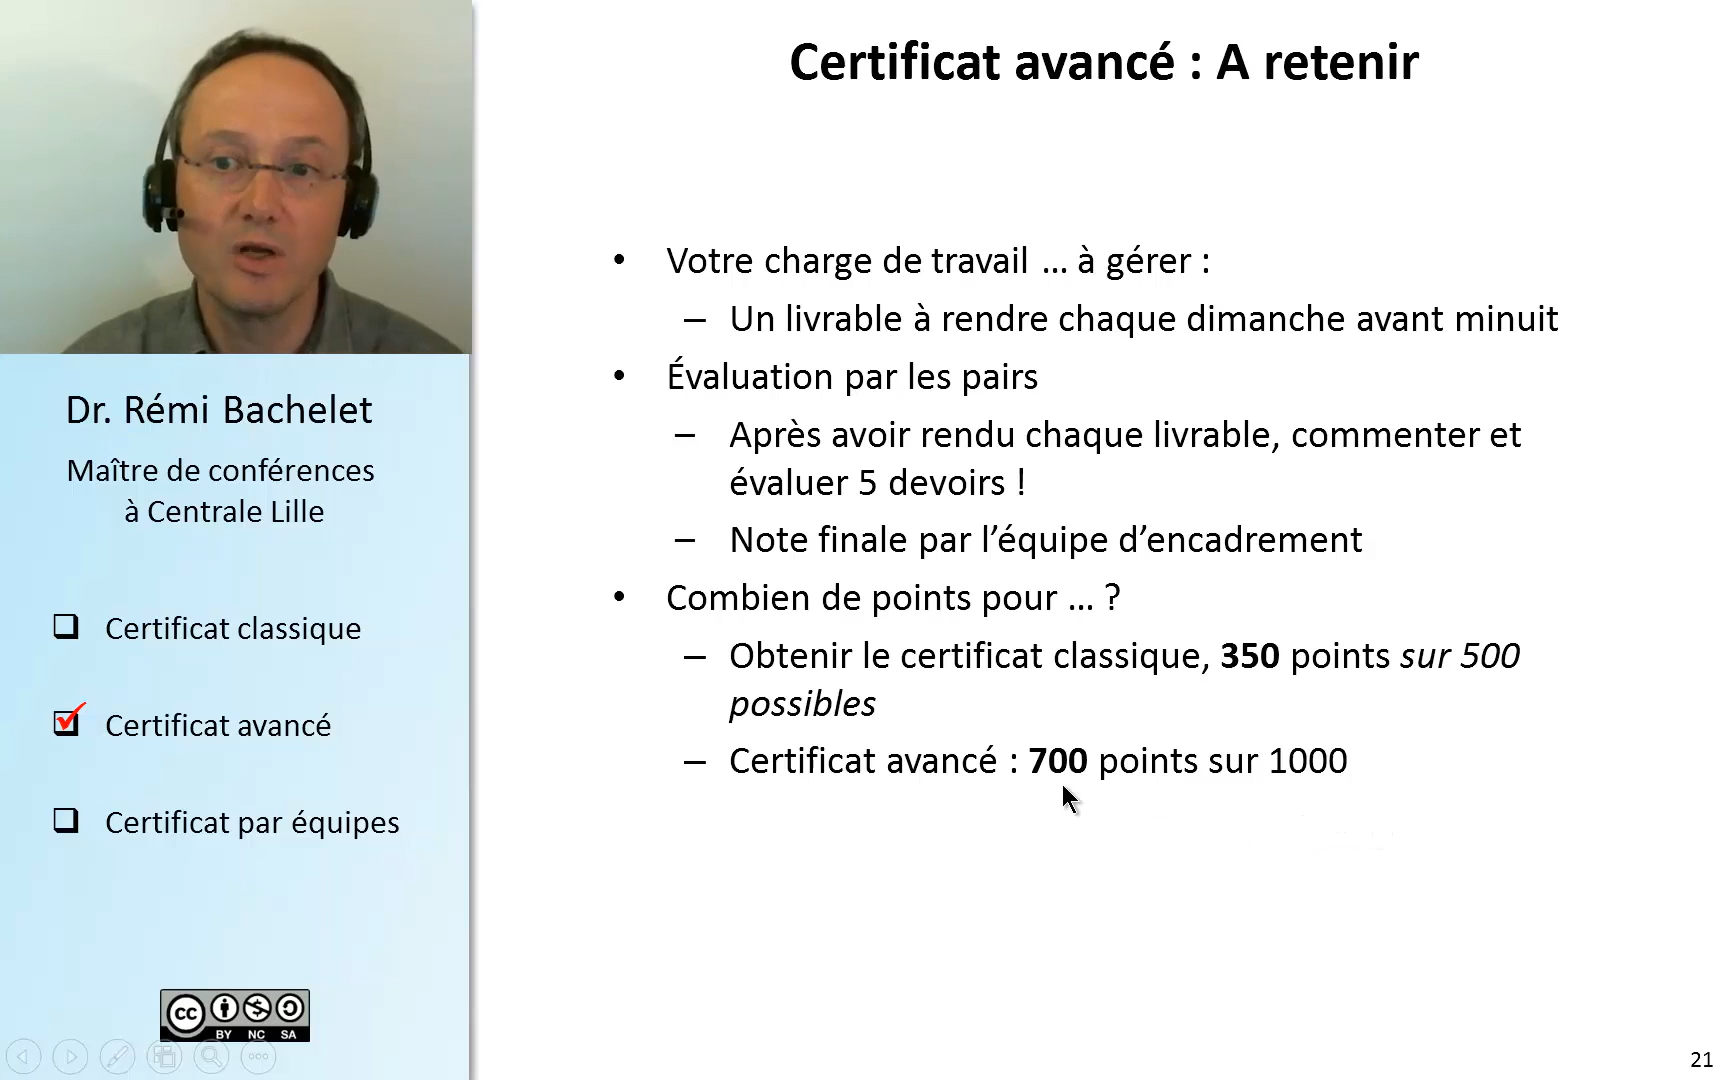 Certificat avancé : A retenir
• Votre charge de travail … à gérer :
– Un livrable à rendre chaque dimanche avant minuit
• Évaluation par les pairs
– Après avoir rendu chaque livrable, commenter et
évaluer 5 devoirs !
– Note finale par l’équipe d’encadrement
• Combien de points pour … ?
– Obtenir le certificat classique, 350 points sur 500
possibles
– Certificat avancé : 700 points sur 1000
Dr. Rémi Bachelet
Maître de conférences
à Centrale Lille
Certificat classique
Certificat avancé
Certificat par équipes
cc
BY NC SA
21